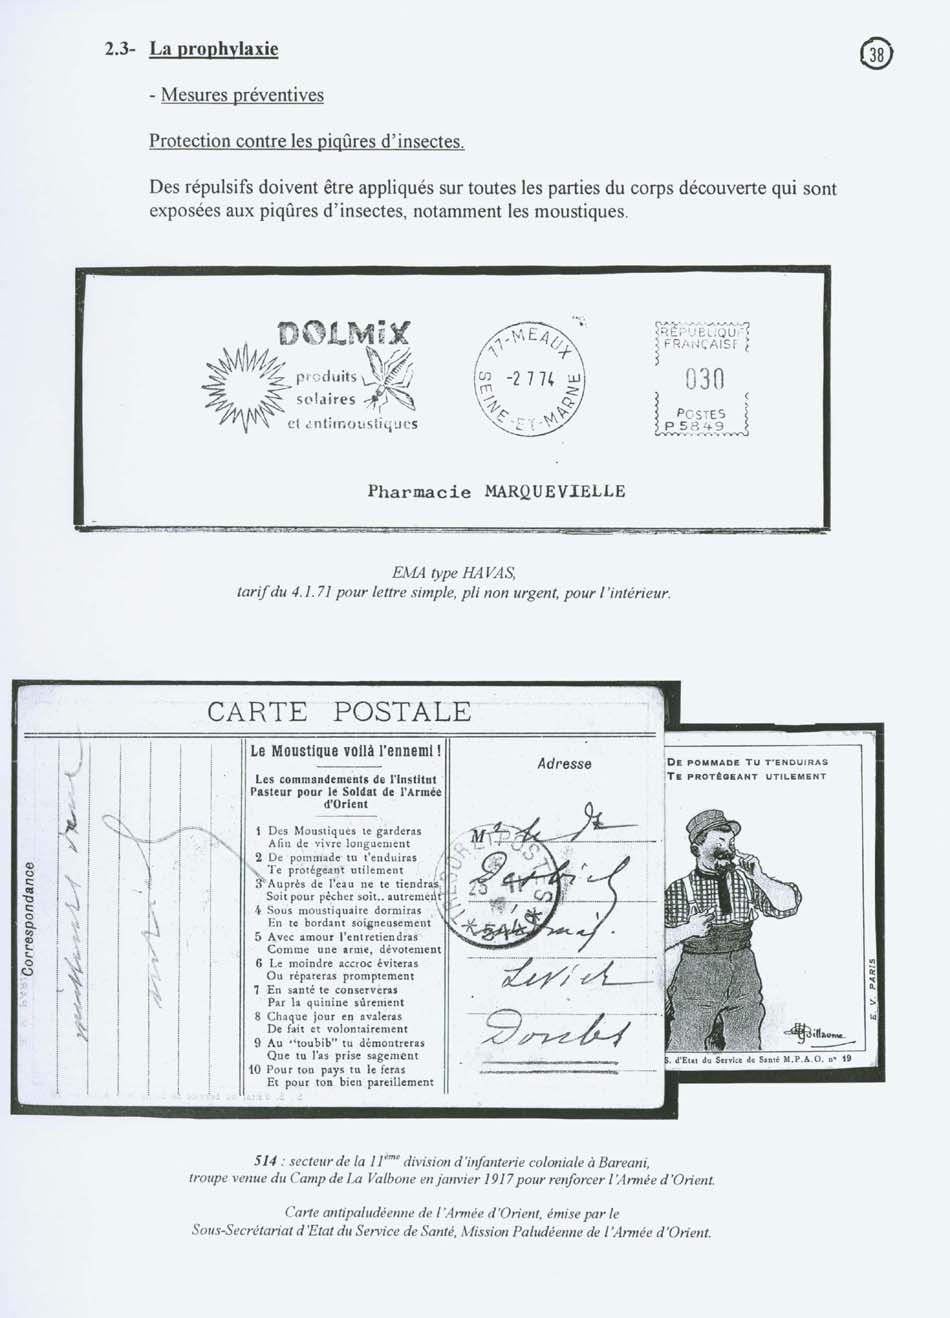 2.3- La prophylaxie
38
- Mesures préventives
Protection contre les piqûres d'insectes.
Des répulsifs doivent être appliqués sur toutes les parties du corps découverte qui sont
exposées aux piqûres d'insectes, notamment les moustiques.
DOLMiX
produits
solaires
et antimoustiques
77-MEAUX
-2 7 74
SEINE-ET-MARNE
RÉPUBLIQUE
FRANÇAISE
030
POSTES
P 5849
Pharmacie MARQUEVIELLE
EMA type HAVAS,
tarif du 4.1.71 pour lettre simple, pli non urgent, pour l'intérieur.
CARTE POSTALE
Correspondance
Le Moustique voilà l'ennemi !
Les commandements de l'Institut
Pasteur pour le Soldat de l'Armée
d'Orient
1 Des Moustiques te garderas
Afin de vivre longuement
2 De pommade tu t'enduiras
Te protégeant utilement
3 Auprès de l'eau ne te tiendras
Soit pour pêcher soit.. autrement
4 Sous moustiquaire dormiras
En te bordant soigneusement
5 Avec amour l'entretiendras
Comme une arme, dévotement
6 Le moindre accroc éviteras
Ou répareras promptement
7 En santé te conserveras
Par la quinine sûrement
8 Chaque jour en avaleras
De fait et volontairement
9 Au "toubib" tu démontreras
Que tu l'as prise sagement
10 Pour ton pays tu le feras
Et pour ton bien pareillement
Adresse
TRESOR ET POSTES
514
Levier
Doubs
DE POMMADE TU T'ENDUIRAS
TE PROTÉGEANT UTILEMENT
E. V. PARIS
S. d'Etat du Service de Santé M.P.A.O. n° 19
514 : secteur de la 11ème division d'infanterie coloniale à Bareani,
troupe venue du Camp de La Valbone en janvier 1917 pour renforcer l'Armée d'Orient.
Carte antipaludéenne de l'Armée d'Orient, émise par le
Sous-Secrétariat d'Etat du Service de Santé, Mission Paludéenne de l'Armée d'Orient.